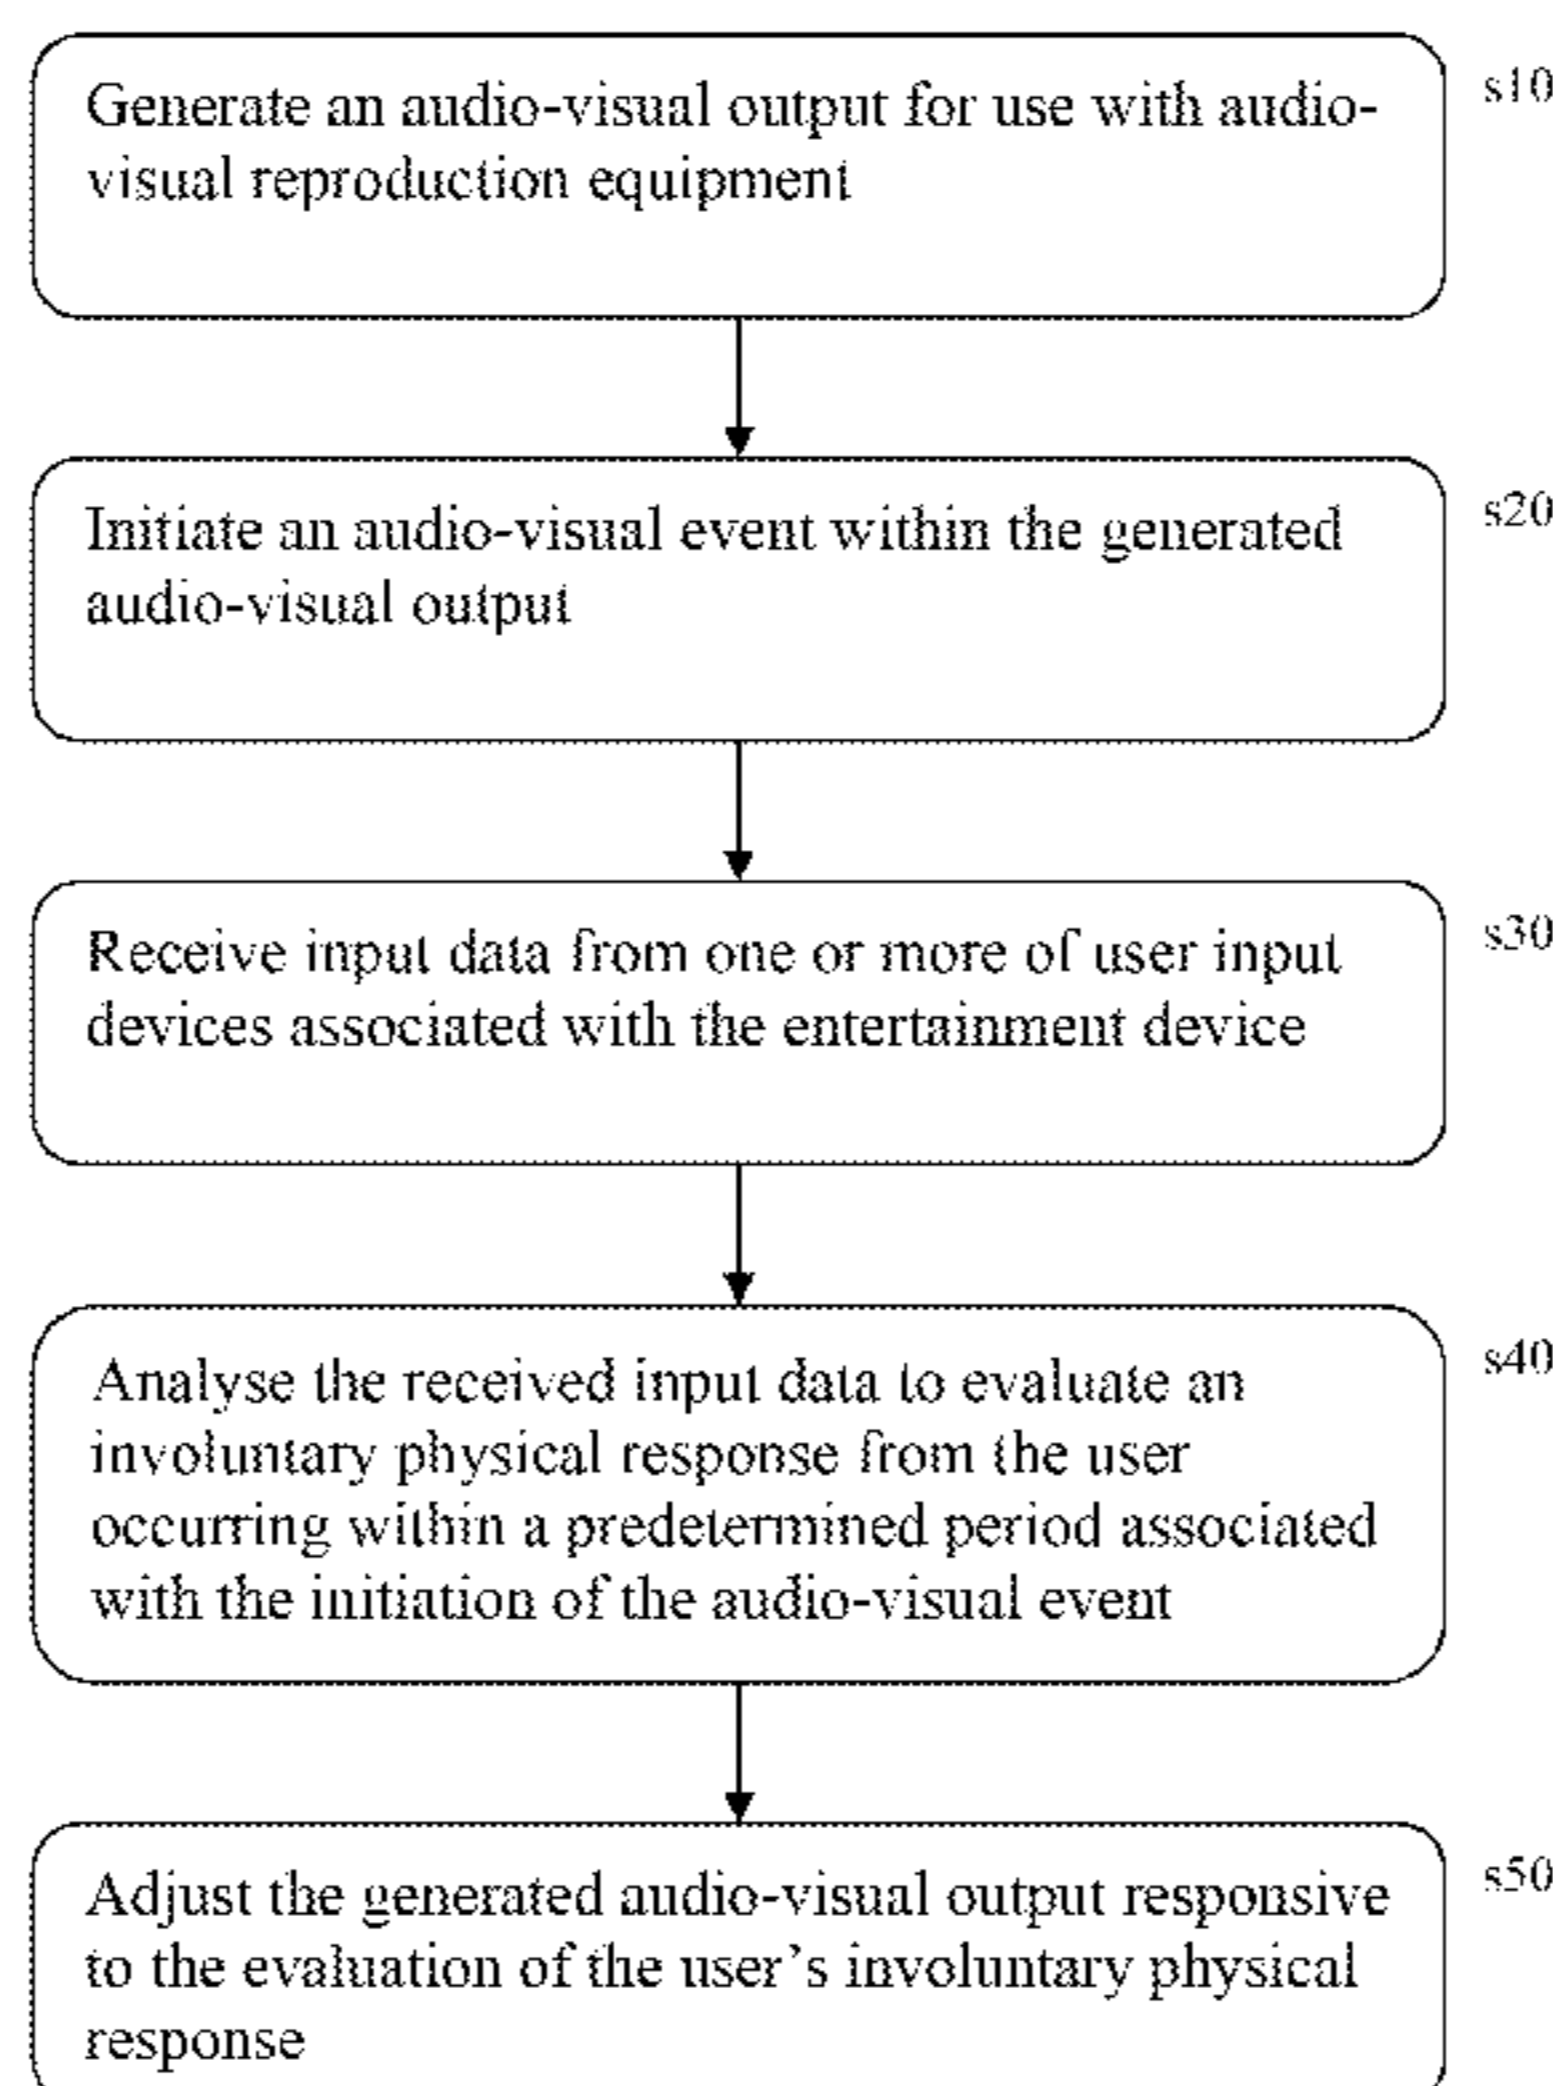 Generate an audio-visual output for use with audio-
visual reproduction equipment
s10
Initiate an audio-visual event within the generated
audio-visual output
s20
Receive input data from one or more of user input
devices associated with the entertainment device
s30
Analyse the received input data to evaluate an
involuntary physical response from the user
occurring within a predetermined period associated
with the initiation of the audio-visual event
s40
Adjust the generated audio-visual output responsive
to the evaluation of the user's involuntary physical
response
s50